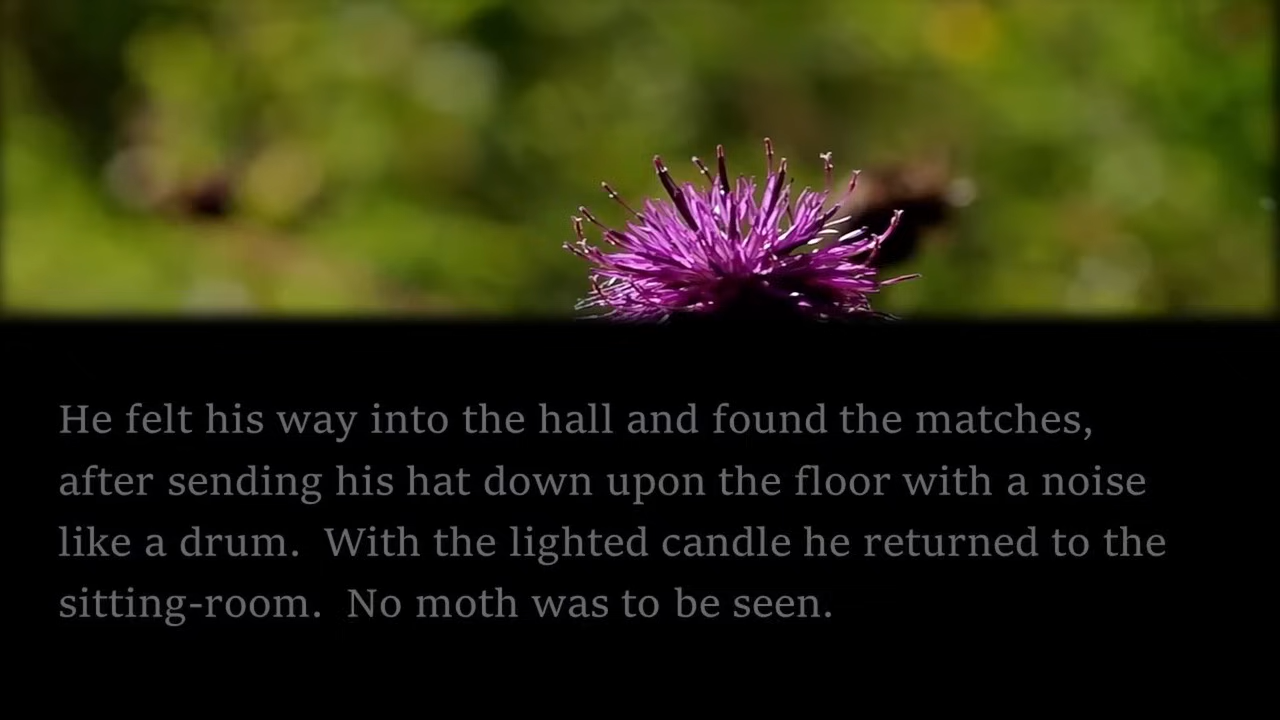 He felt his way into the hall and found the matches,
after sending his hat down upon the floor with a noise
like a drum.  With the lighted candle he returned to the
sitting-room.  No moth was to be seen.